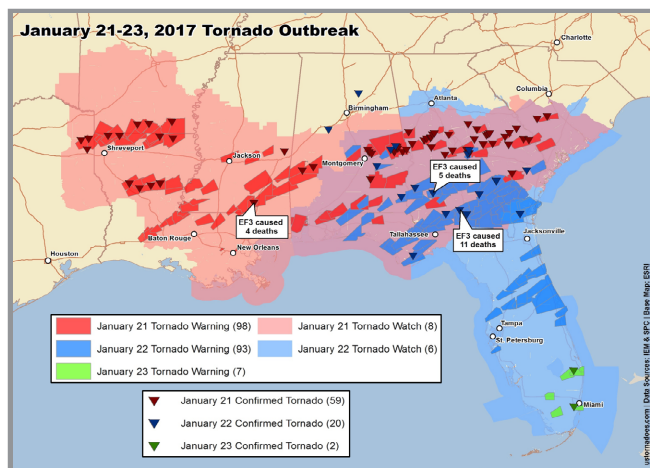 January 21-23, 2017 Tornado Outbreak
Charlotte
Columbia
Atlanta
Birmingham
Shreveport
Jackson
Montgomery
EF3 caused
5 deaths
EF3 caused
4 deaths
EF3 caused
11 deaths
Baton Rouge
New Orleans
Tallahassee
Jacksonville
Houston
Tampa
St. Petersburg
Miami
January 21 Tornado Warning (98)
January 21 Tornado Watch (8)
January 22 Tornado Warning (93)
January 22 Tornado Watch (6)
January 23 Tornado Warning (7)
January 21 Confirmed Tornado (59)
January 22 Confirmed Tornado (20)
January 23 Confirmed Tornado (2)
ustornadoes.com | Data Sources: IEM & SPC | Base Map: ESRI